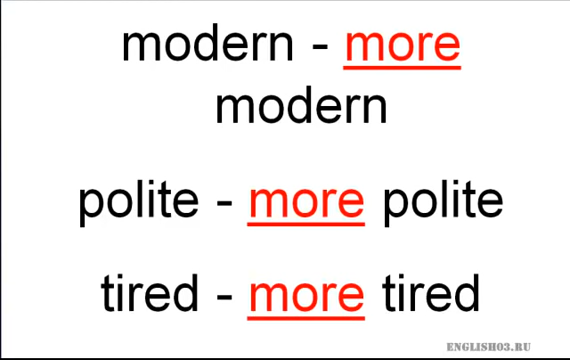 modern - more
modern
polite - more polite
tired - more tired
ENGLISH03.RU